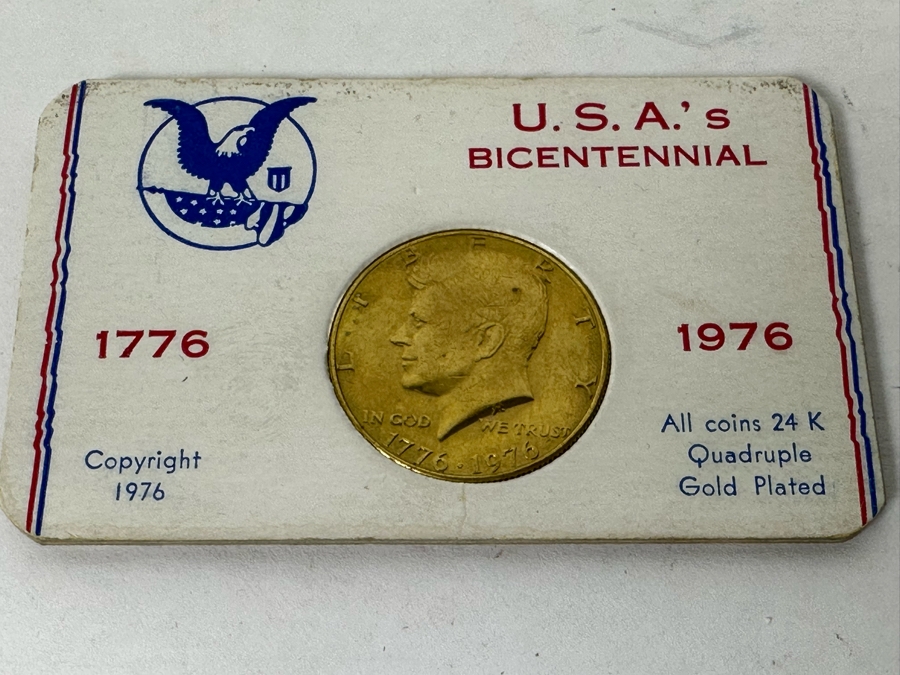 U.S.A.'s
BICENTENNIAL
1776
1976
LIBERTY
IN GOD WE TRUST
1776 · 1976
Copyright
1976
All coins 24 K
Quadruple
Gold Plated